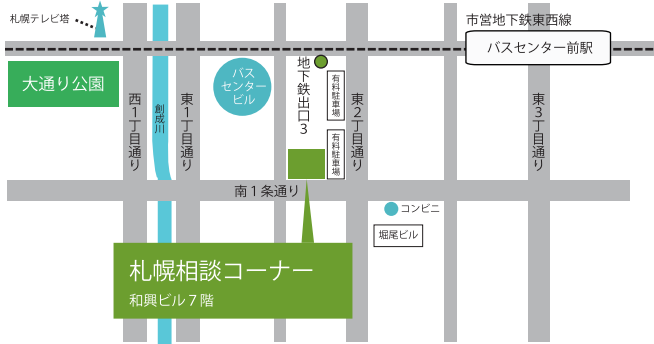 札幌テレビ塔
市営地下鉄東西線
バスセンター前駅
大通り公園
バス
センター
ビル
地下鉄出口3
有料駐車場
有料駐車場
西1丁目通り
創成川
東1丁目通り
東2丁目通り
東3丁目通り
南1条通り
コンビニ
堀尾ビル
札幌相談コーナー
和興ビル7階